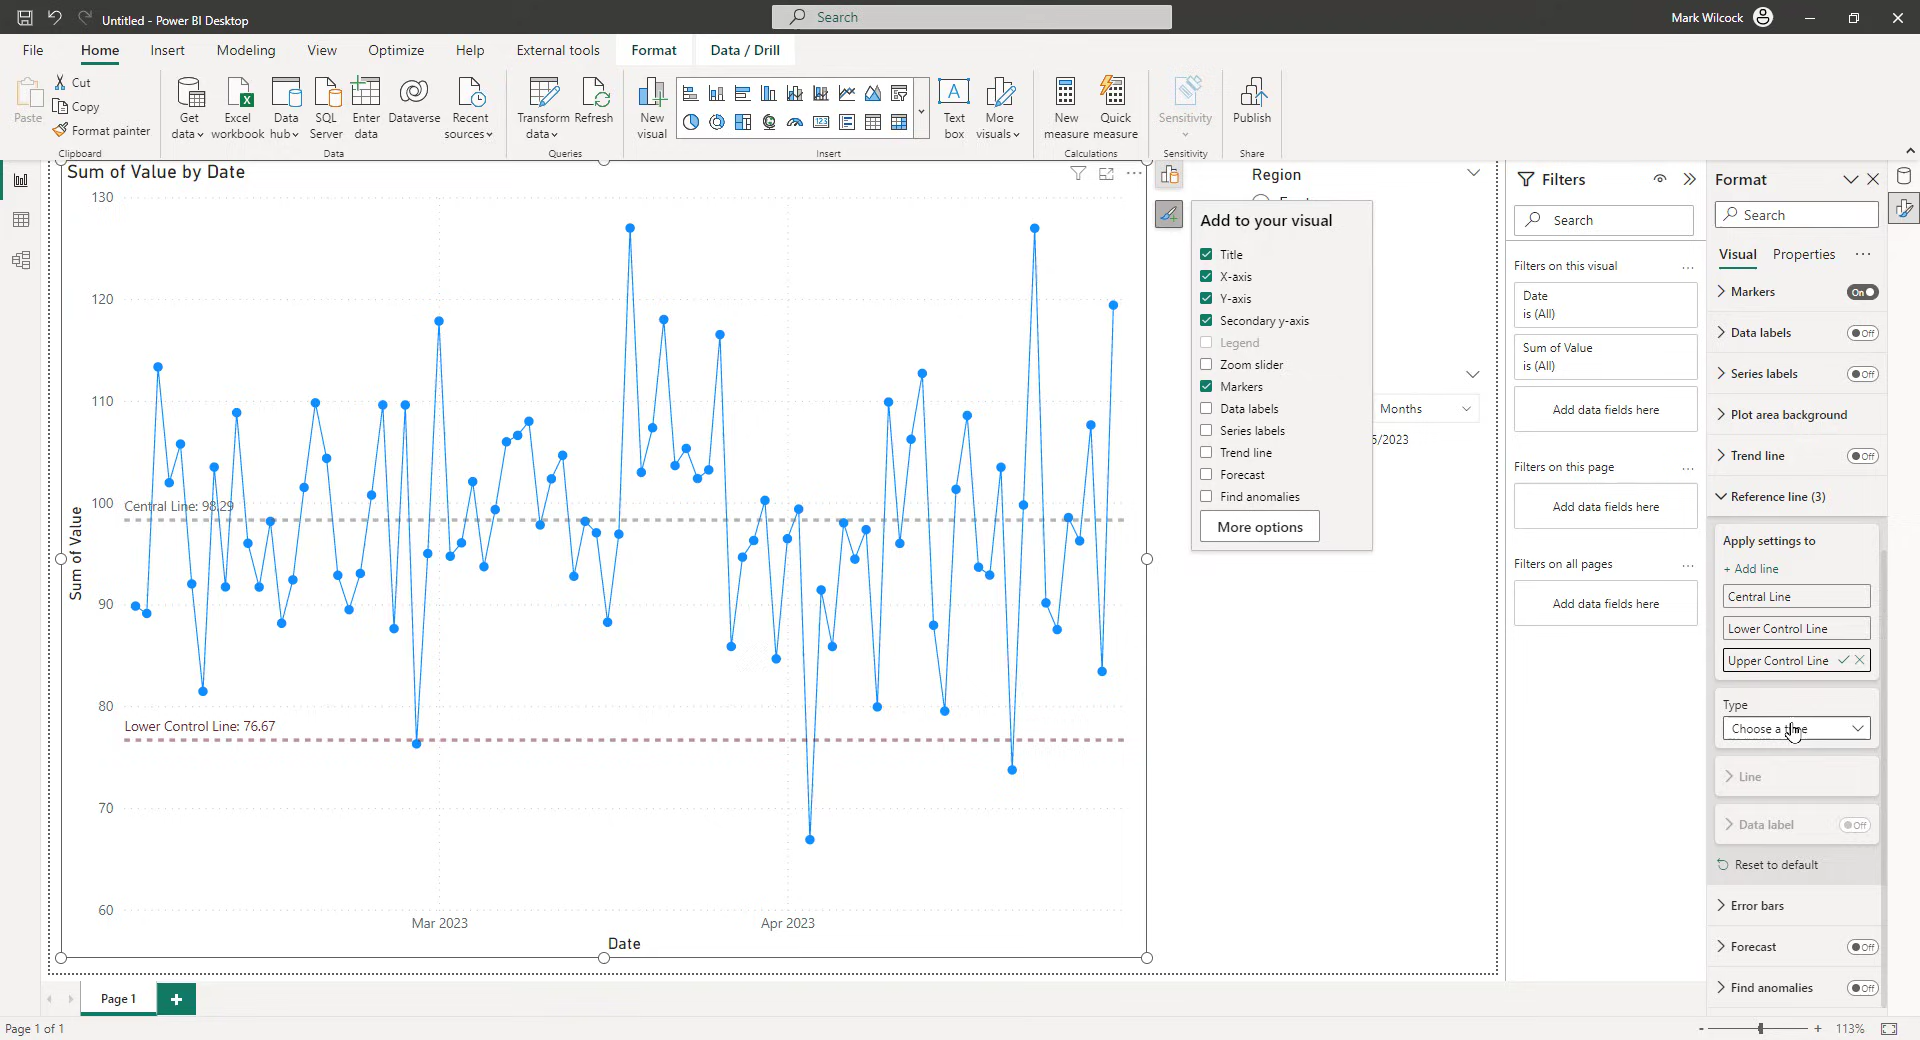 Untitled - Power BI Desktop
Search
Mark Wilcock
File
Home
Insert
Modeling
View
Optimize
Help
External tools
Format
Data / Drill
Paste
Cut
Copy
Format painter
Clipboard
Get data
Excel workbook
Data hub
SQL Server
Enter data
Dataverse
Recent sources
Data
Transform data
Refresh
Queries
New visual
123
A
Text box
More visuals
Insert
New measure
Quick measure
Calculations
Sensitivity
Sensitivity
Publish
Share
Sum of Value by Date
130
120
110
100
90
80
70
60
Sum of Value
Central Line: 98.29
Lower Control Line: 76.67
Mar 2023
Apr 2023
Date
Region
Add to your visual
Title
X-axis
Y-axis
Secondary y-axis
Legend
Zoom slider
Markers
Data labels
Series labels
Trend line
Forecast
Find anomalies
More options
Months
5/2023
Filters
Search
Filters on this visual
Date
is (All)
Sum of Value
is (All)
Add data fields here
Filters on this page
Add data fields here
Filters on all pages
Add data fields here
Format
Search
Visual
Properties
Markers
On
Data labels
Off
Series labels
Off
Plot area background
Trend line
Off
Reference line (3)
Apply settings to
+ Add line
Central Line
Lower Control Line
Upper Control Line
Type
Choose a
Line
Data label
Off
Reset to default
Error bars
Forecast
Off
Find anomalies
Off
Page 1
Page 1 of 1
113%